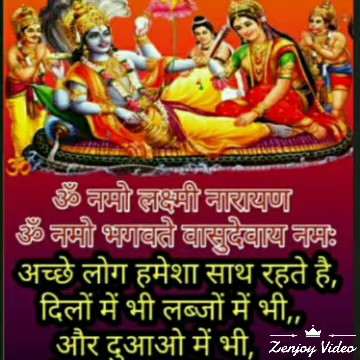 ॐ
ॐ नमो लक्ष्मी नारायण
ॐ नमो भगवते वासुदेवाय नमः
अच्छे लोग हमेशा साथ रहते है,
दिलों में भी लब्जों में भी,,
और दुआओ में भी,
Zenjoy Video